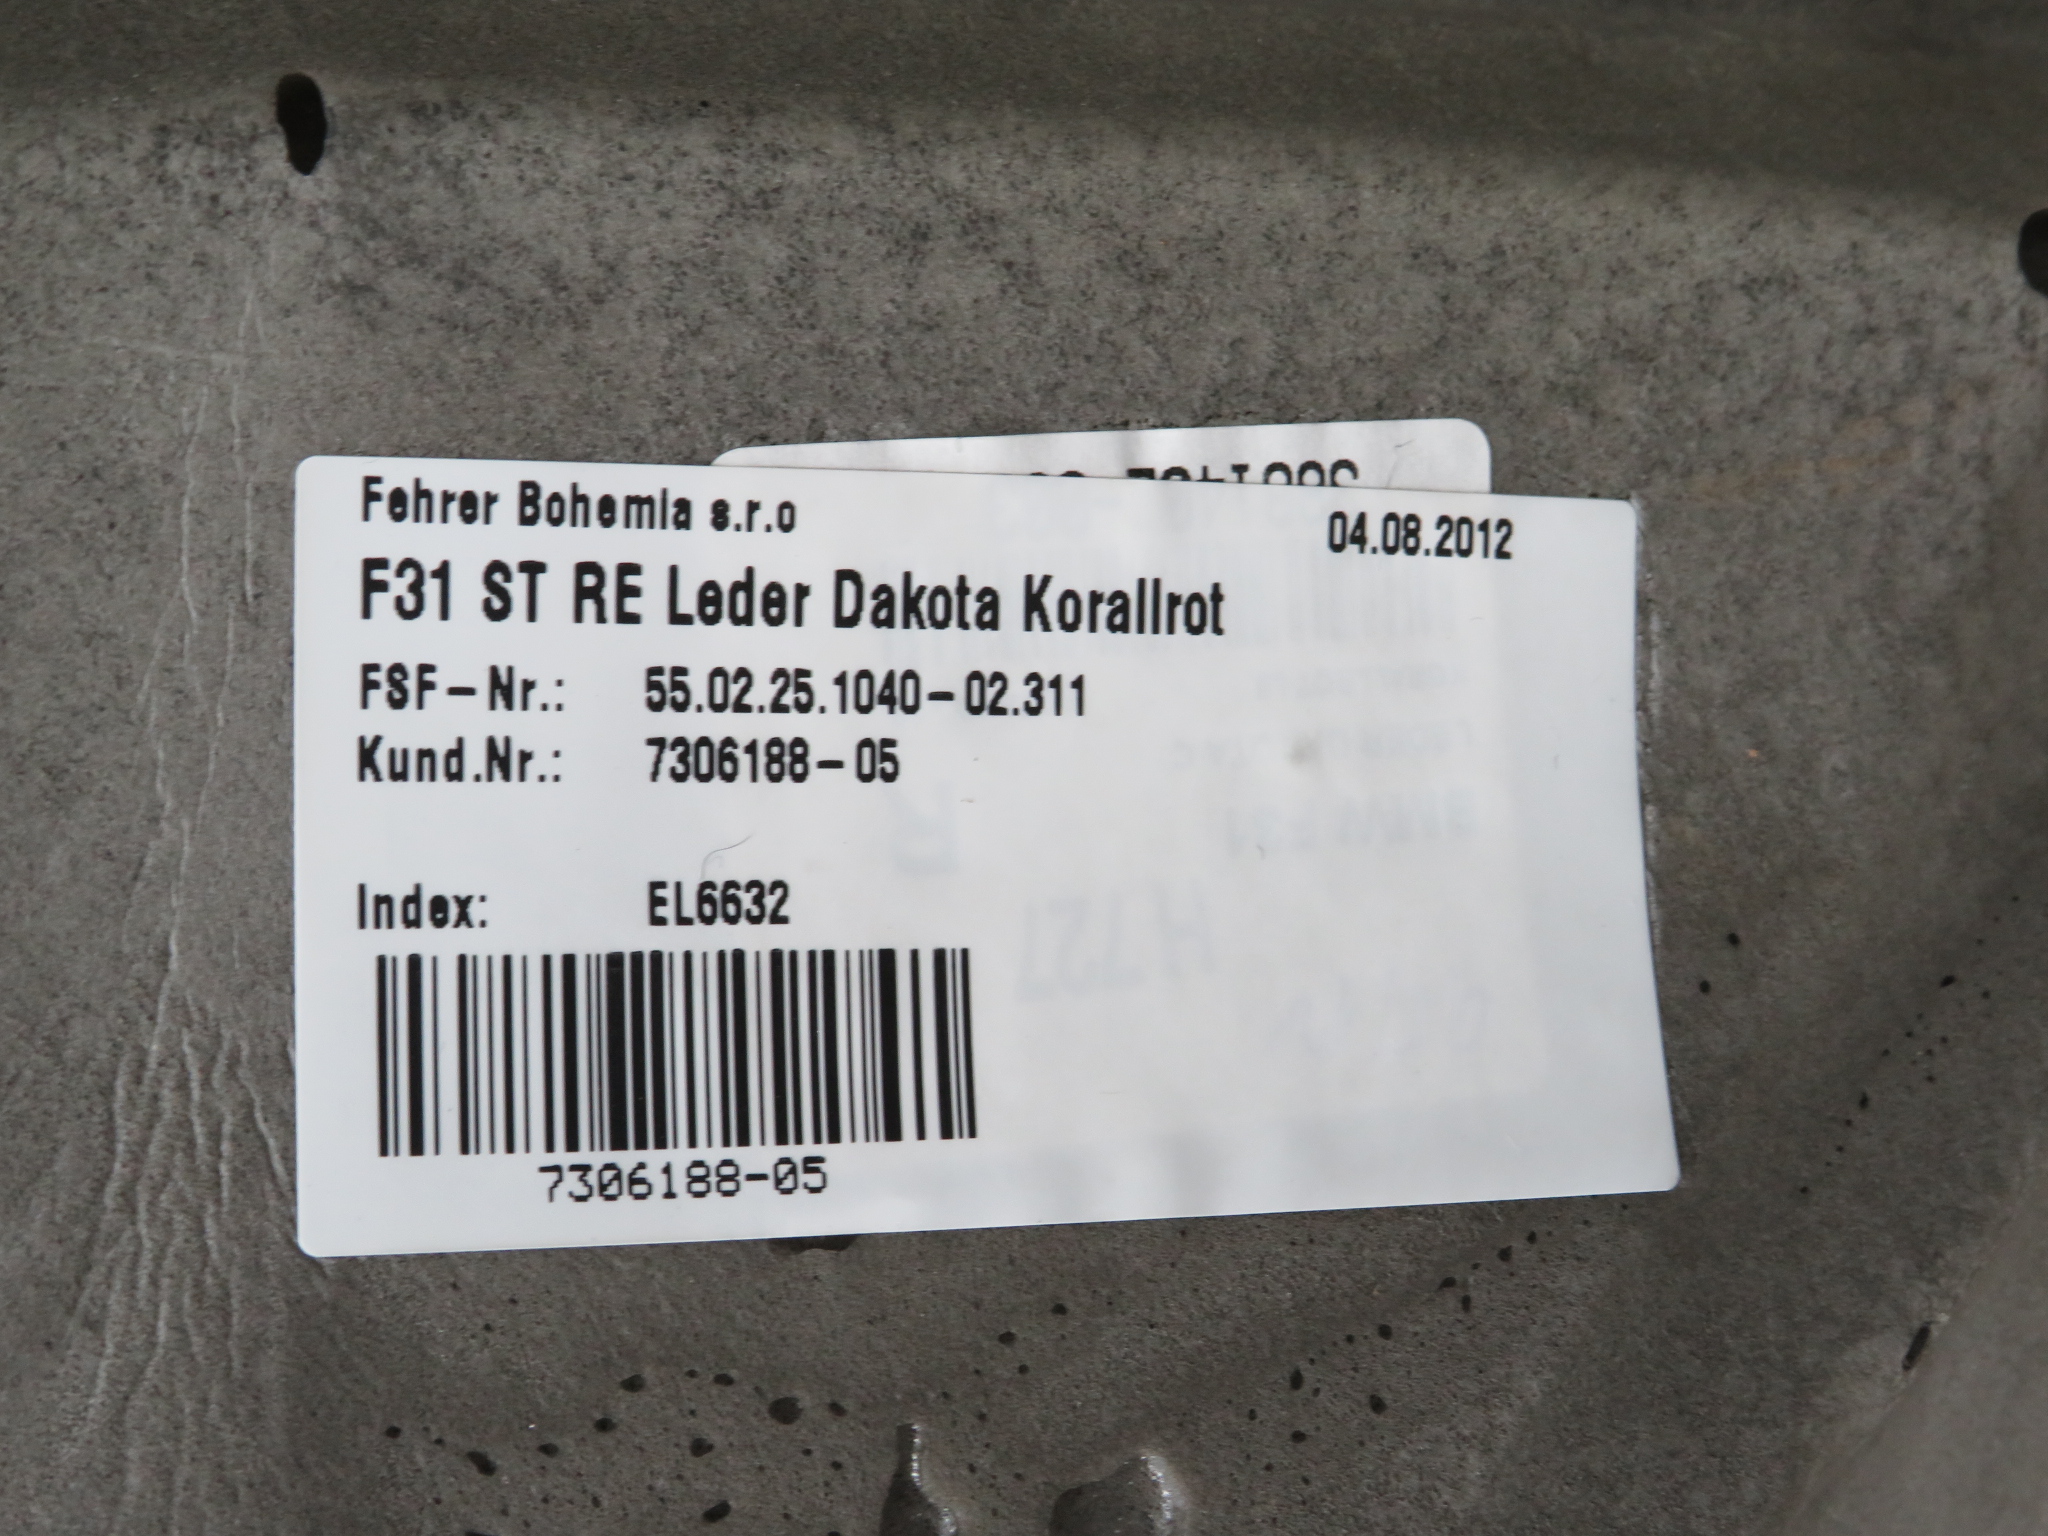 Fehrer Bohemia s.r.o
04.08.2012
F31 ST RE Leder Dakota Korallrot
FSF-Nr.: 55.02.25.1040-02.311
Kund.Nr.: 7306188-05
Index: EL6632
7306188-05